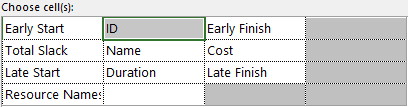 Choose cell(s):
Early Start ID Early Finish
Total Slack Name Cost
Late Start Duration Late Finish
Resource Names